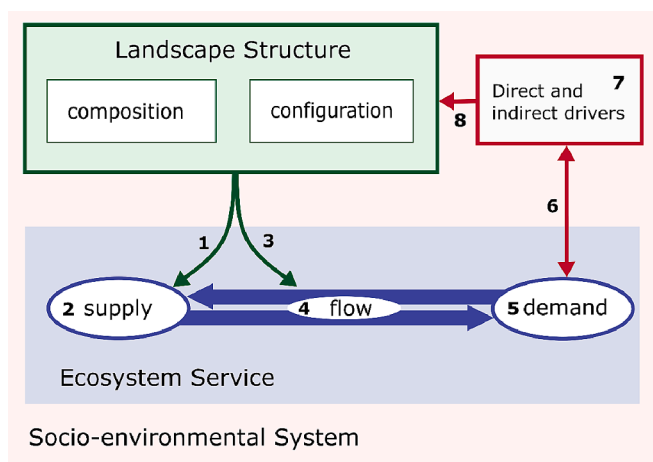 Landscape Structure
composition
configuration
Direct and 7
indirect drivers
8
6
1
3
2 supply
4 flow
5 demand
Ecosystem Service
Socio-environmental System